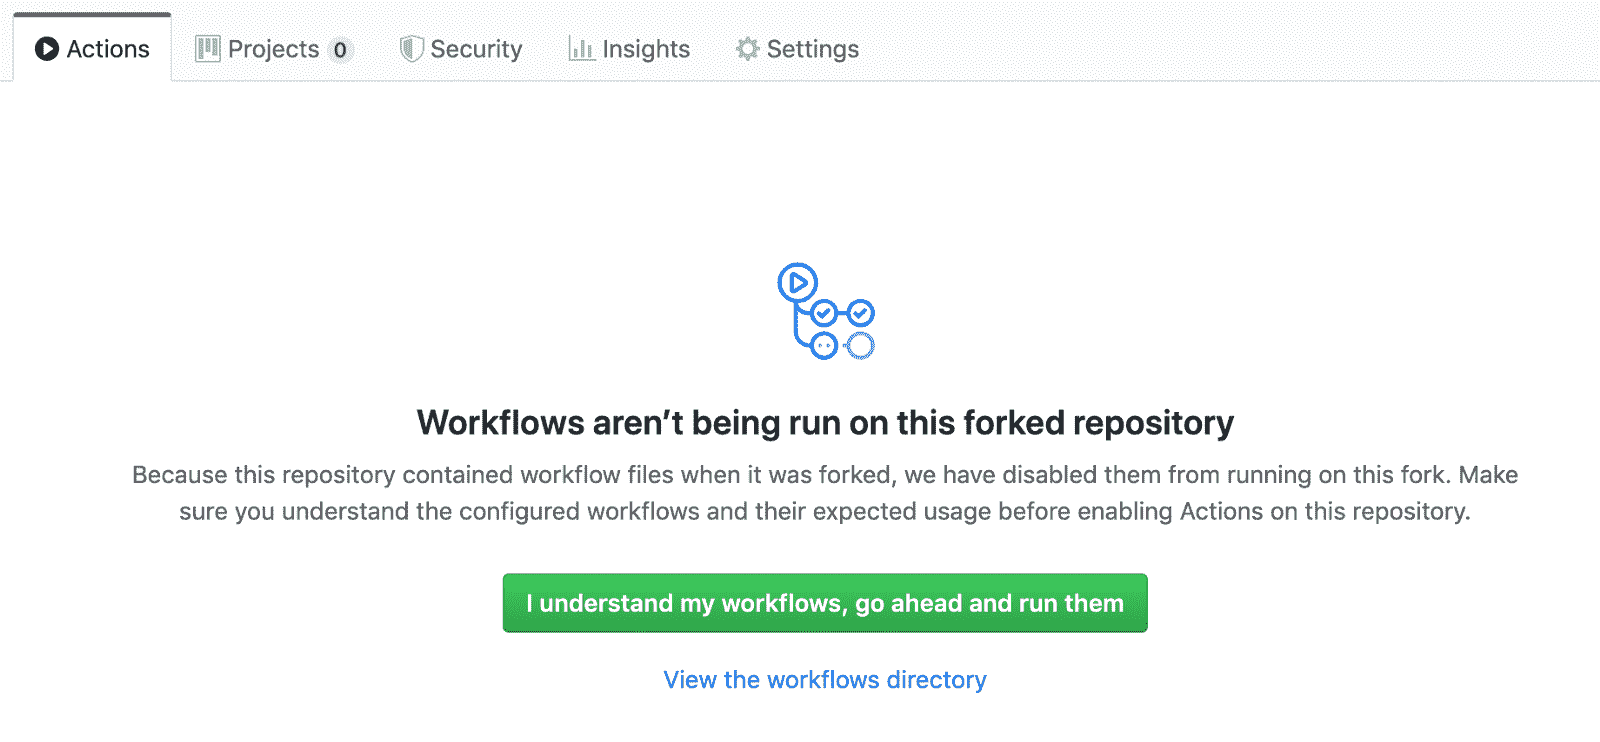 Actions Projects 0 Security Insights Settings
Workflows aren’t being run on this forked repository
Because this repository contained workflow files when it was forked, we have disabled them from running on this fork. Make
sure you understand the configured workflows and their expected usage before enabling Actions on this repository.
I understand my workflows, go ahead and run them
View the workflows directory